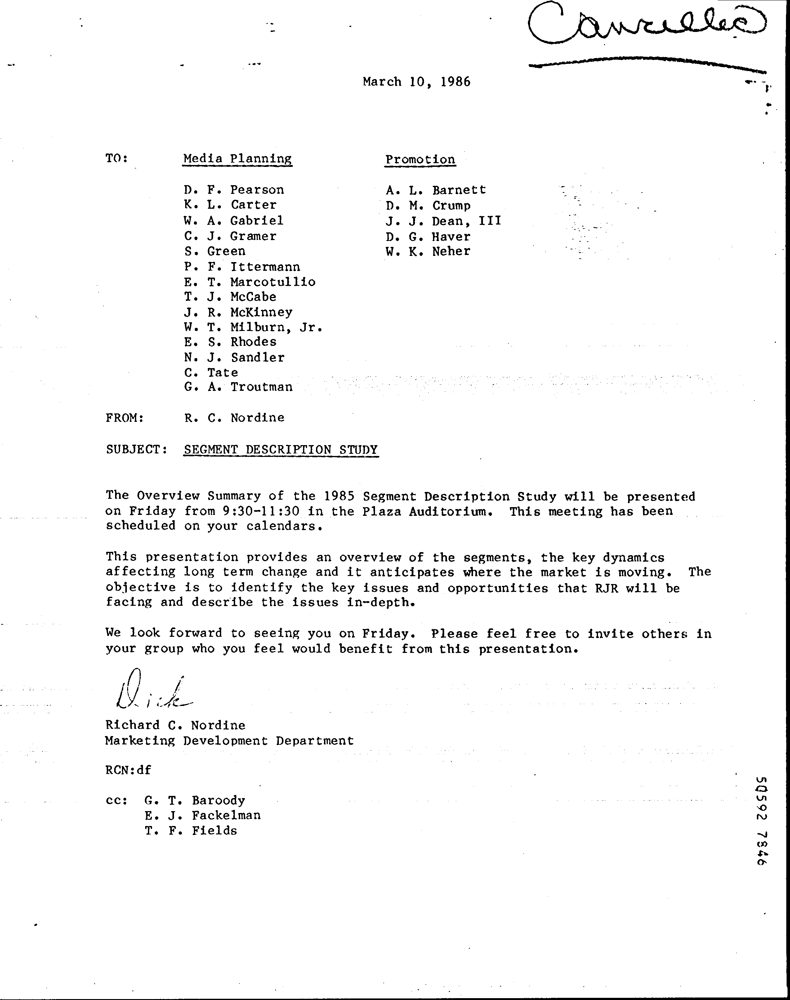 Cancelled
March 10, 1986
TO: Media Planning Promotion
D. F. Pearson A. L. Barnett
K. L. Carter D. M. Crump
W. A. Gabriel J. J. Dean, III
C. J. Gramer D. G. Haver
S. Green W. K. Neher
P. F. Ittermann
E. T. Marcotullio
T. J. McCabe
J. R. McKinney
W. T. Milburn, Jr.
E. S. Rhodes
N. J. Sandler
C. Tate
G. A. Troutman
FROM: R. C. Nordine
SUBJECT: SEGMENT DESCRIPTION STUDY
The Overview Summary of the 1985 Segment Description Study will be presented
on Friday from 9:30-11:30 in the Plaza Auditorium. This meeting has been
scheduled on your calendars.
This presentation provides an overview of the segments, the key dynamics
affecting long term change and it anticipates where the market is moving. The
objective is to identify the key issues and opportunities that RJR will be
facing and describe the issues in-depth.
We look forward to seeing you on Friday. Please feel free to invite others in
your group who you feel would benefit from this presentation.
Dick
Richard C. Nordine
Marketing Development Department
RCN:df
cc: G. T. Baroody
E. J. Fackelman
T. F. Fields
50592 7846